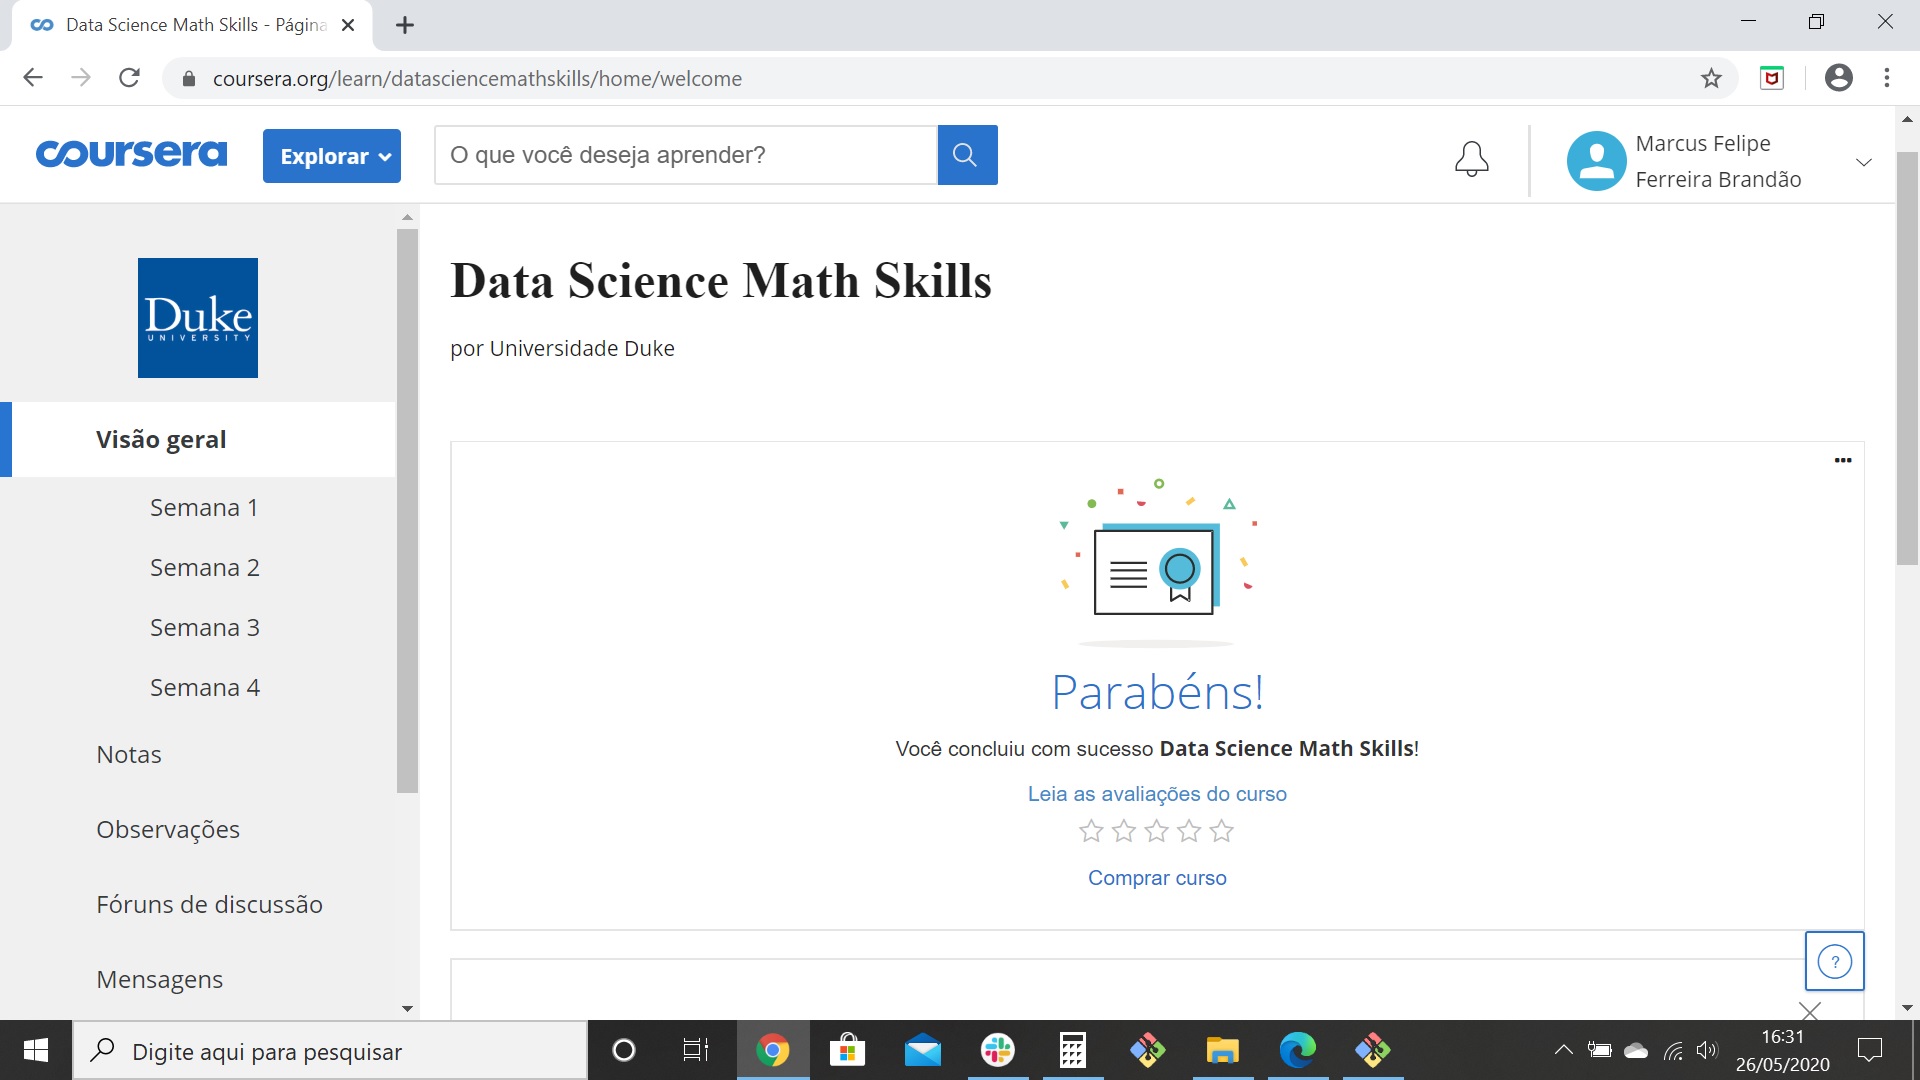 Data Science Math Skills - Página
coursera.org/learn/datasciencemathskills/home/welcome
coursera
Explorar
O que você deseja aprender?
Marcus Felipe
Ferreira Brandão
Duke
UNIVERSITY
Visão geral
Semana 1
Semana 2
Semana 3
Semana 4
Notas
Observações
Fóruns de discussão
Mensagens
Data Science Math Skills
por Universidade Duke
Parabéns!
Você concluiu com sucesso Data Science Math Skills!
Leia as avaliações do curso
Comprar curso
?
Digite aqui para pesquisar
16:31
26/05/2020